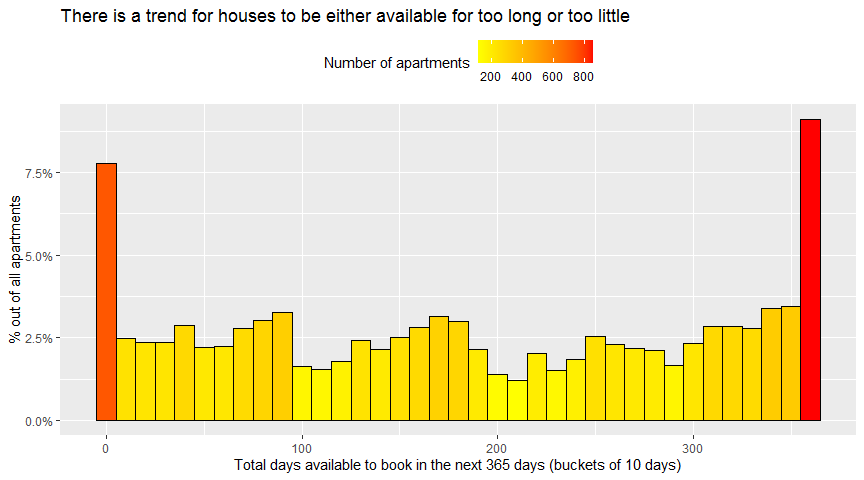 There is a trend for houses to be either available for too long or too little
Number of apartments
200 400 600 800
% out of all apartments
7.5%
5.0%
2.5%
0.0%
0 100 200 300
Total days available to book in the next 365 days (buckets of 10 days)